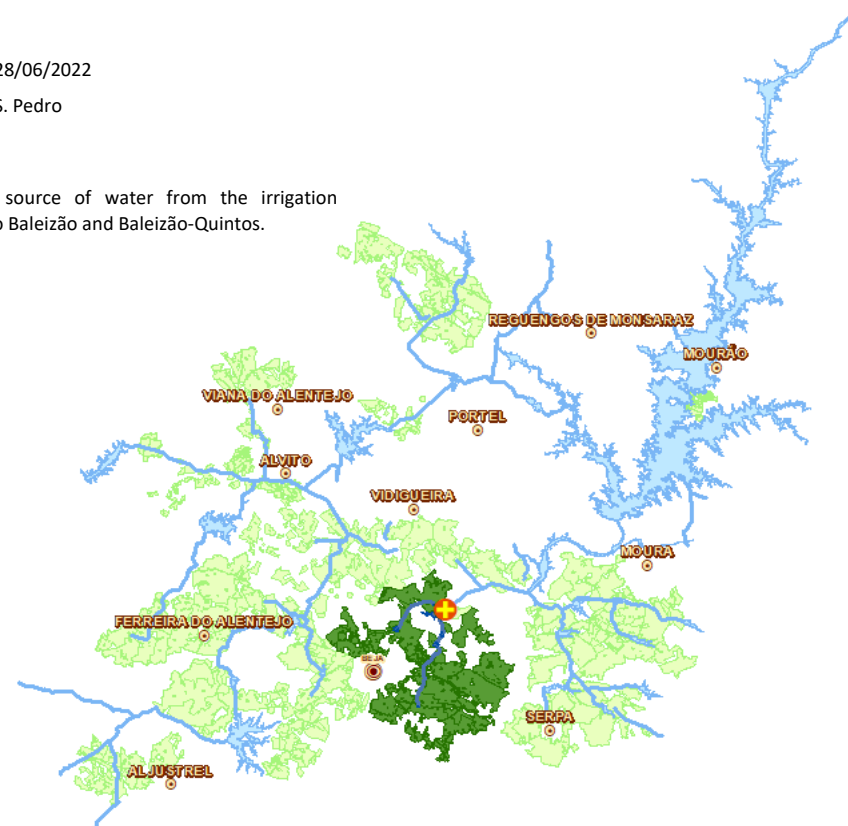 28/06/2022
S. Pedro
source of water from the irrigation
Baleizão and Baleizão-Quintos.
REGUENGOS DE MONSARAZ
MOURÃO
VIANA DO ALENTEJO
PORTEL
ALVITO
VIDIGUEIRA
MOURA
FERREIRA DO ALENTEJO
BEJA
SERPA
ALJUSTREL